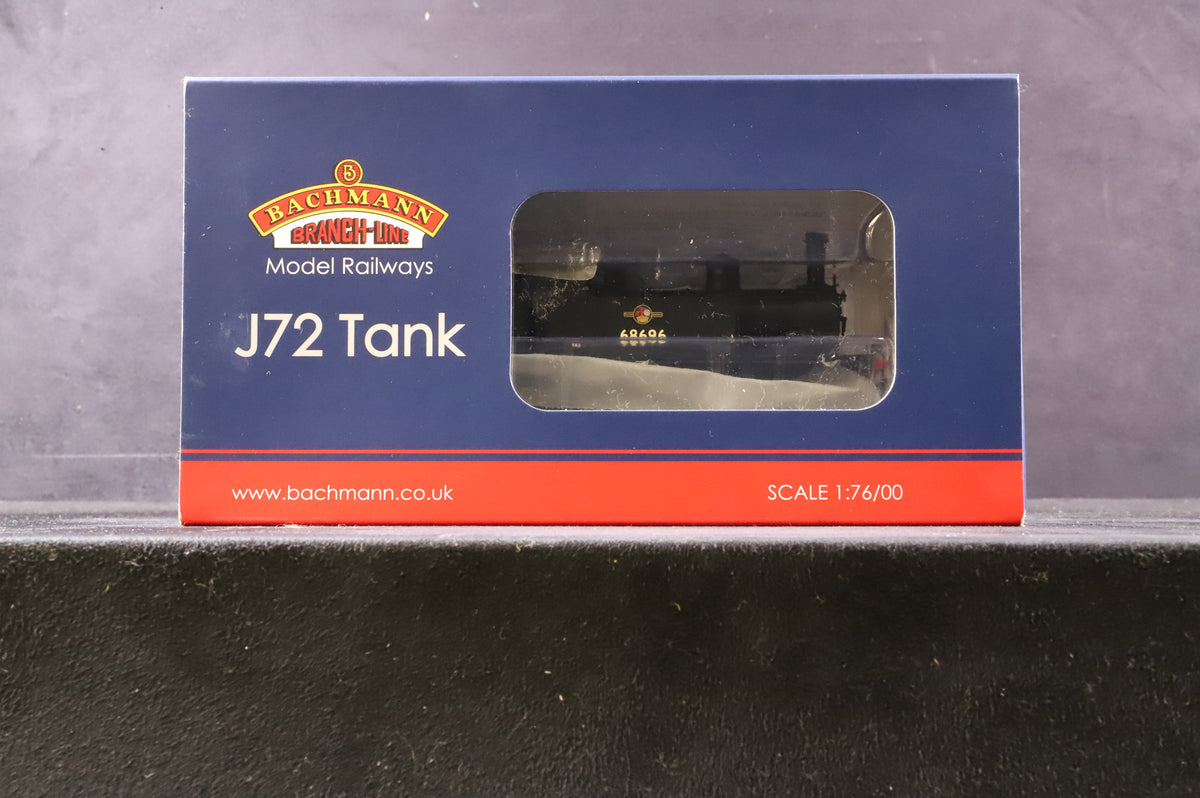 BACHMANN
BRANCH-LINE
Model Railways
J72 Tank
68696
www.bachmann.co.uk
SCALE 1:76/00